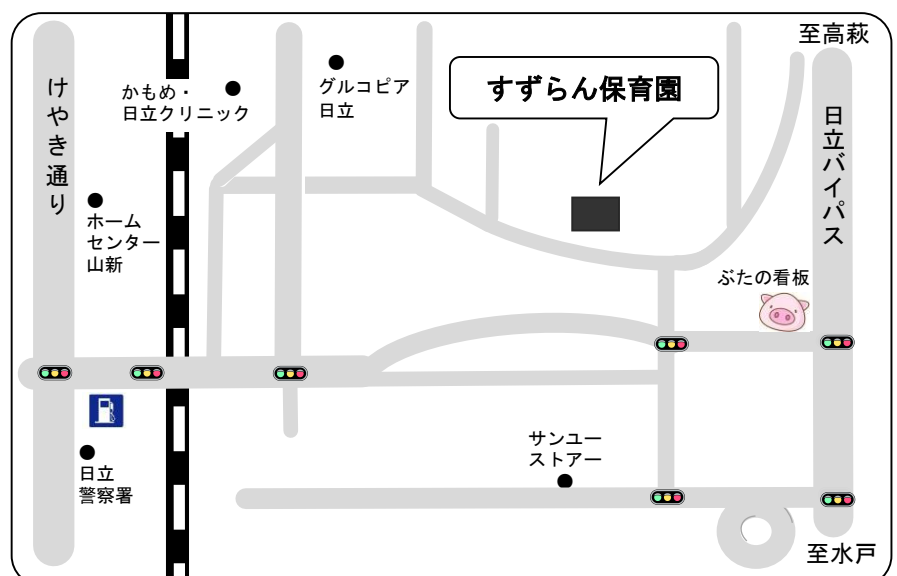 至高萩
けやき通り
かもめ・
日立クリニック
グルコピア
日立
すずらん保育園
日立バイパス
ホーム
センター
山新
ぶたの看板
日立
警察署
サンユー
ストアー
至水戸